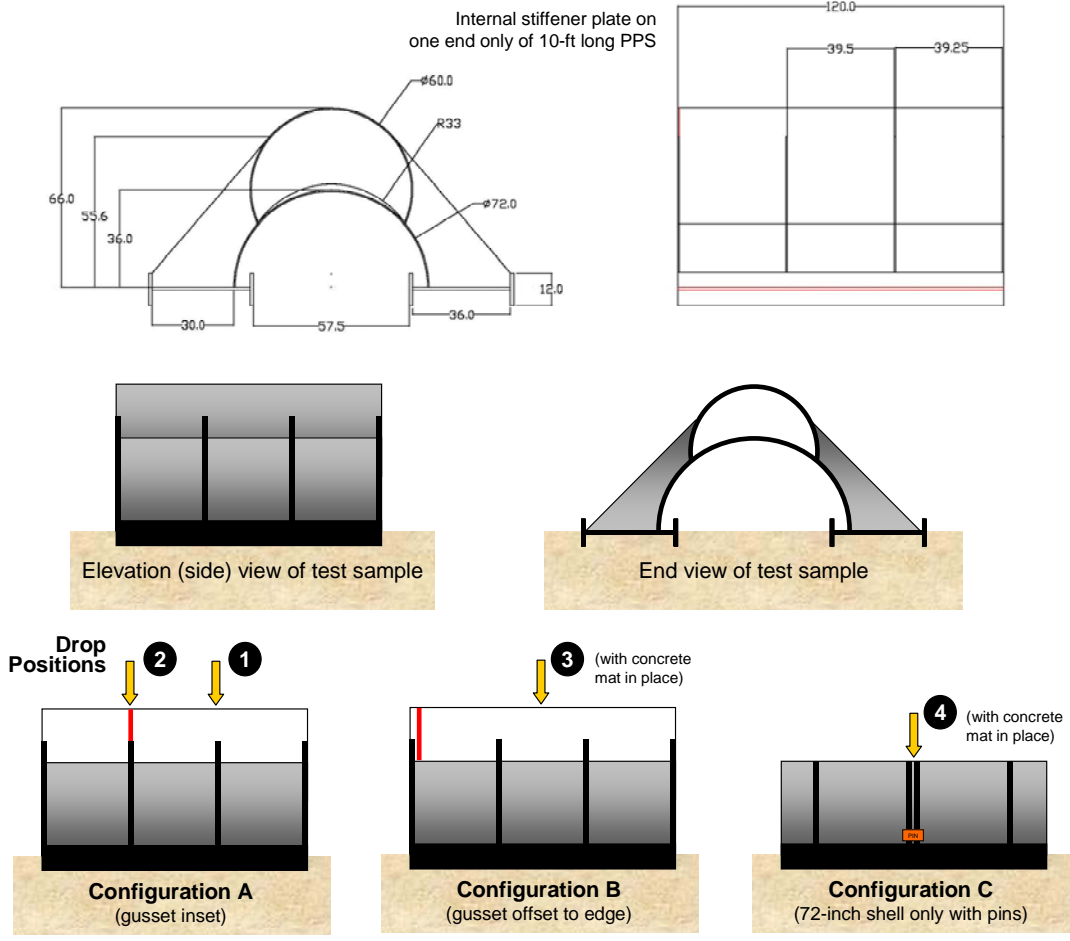 Internal stiffener plate on
one end only of 10-ft long PPS
120.0
39.5
39.25
ø60.0
R33
66.0
55.6
36.0
ø72.0
30.0
57.5
36.0
12.0
Elevation (side) view of test sample
End view of test sample
Drop
Positions
2
1
3
(with concrete
mat in place)
4
(with concrete
mat in place)
PIN
Configuration A
(gusset inset)
Configuration B
(gusset offset to edge)
Configuration C
(72-inch shell only with pins)